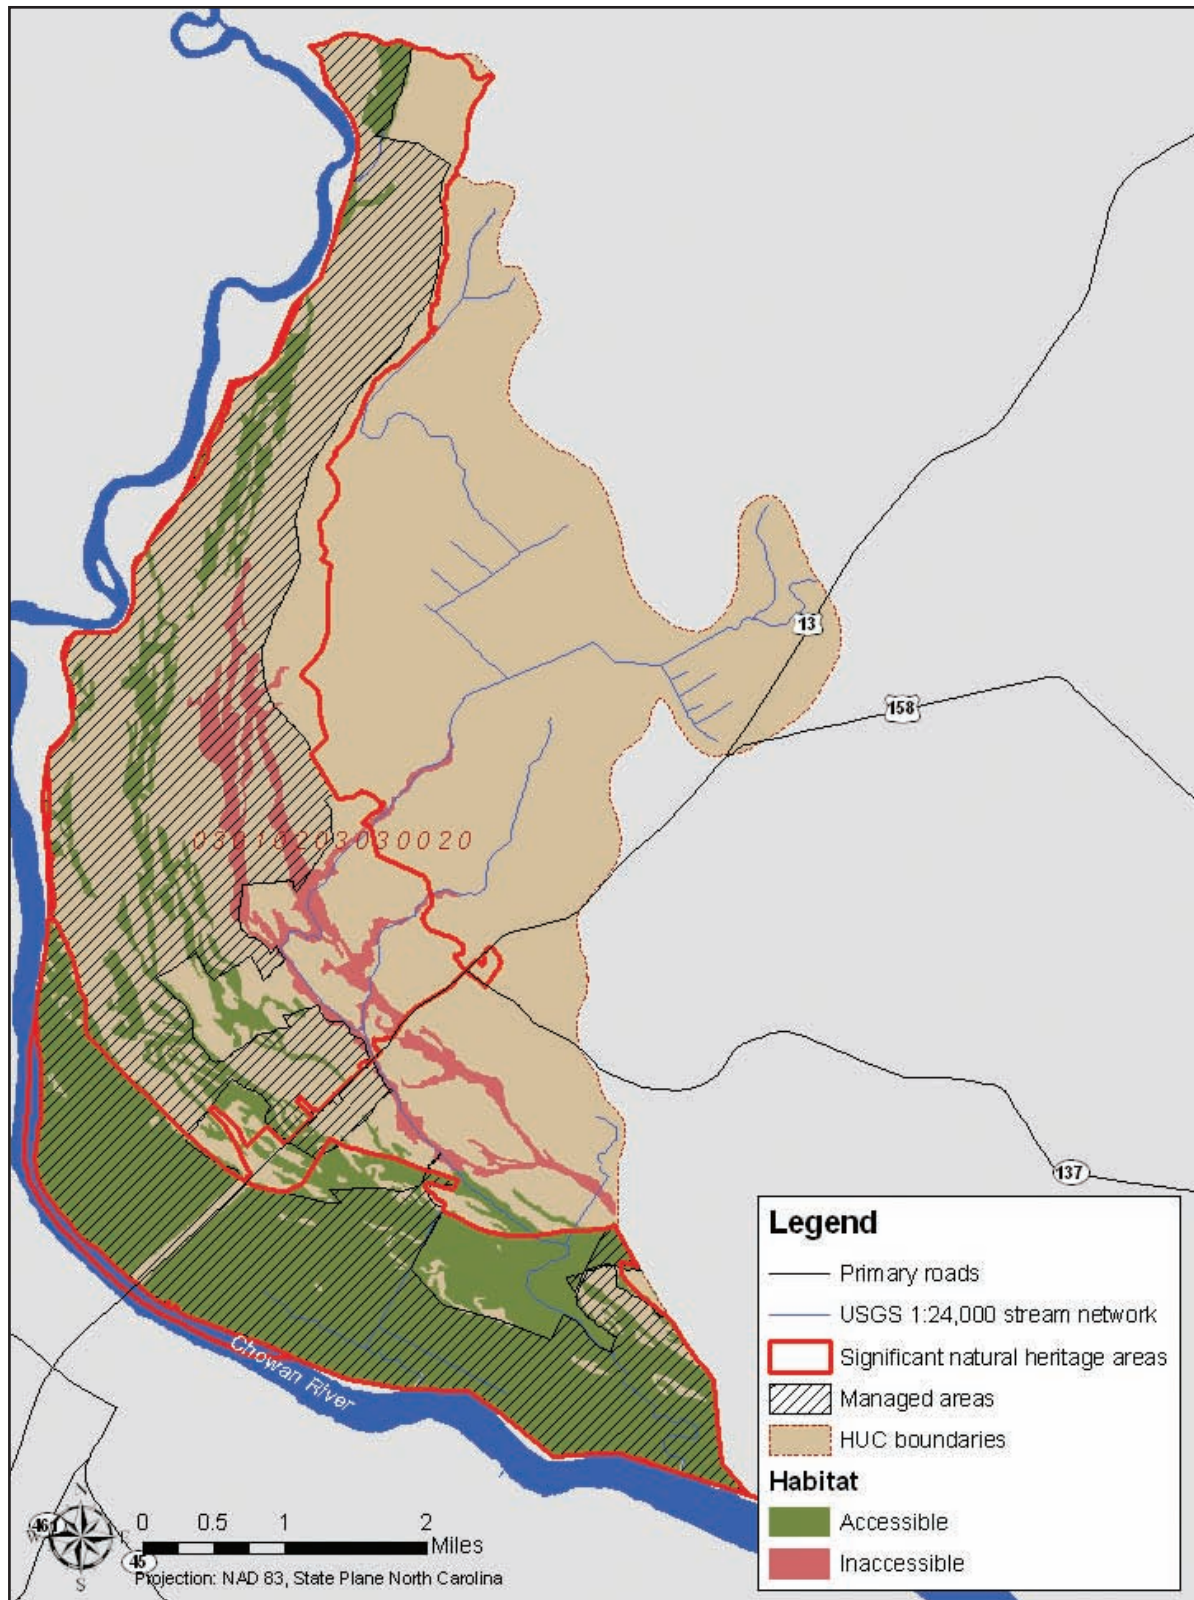 13
158
03010203030020
137
Chowan River
Legend
Primary roads
USGS 1:24,000 stream network
Significant natural heritage areas
Managed areas
HUC boundaries
Habitat
Accessible
Inaccessible
N
E
S
461
45
0 0.5 1 2
Miles
Projection: NAD 83, State Plane North Carolina